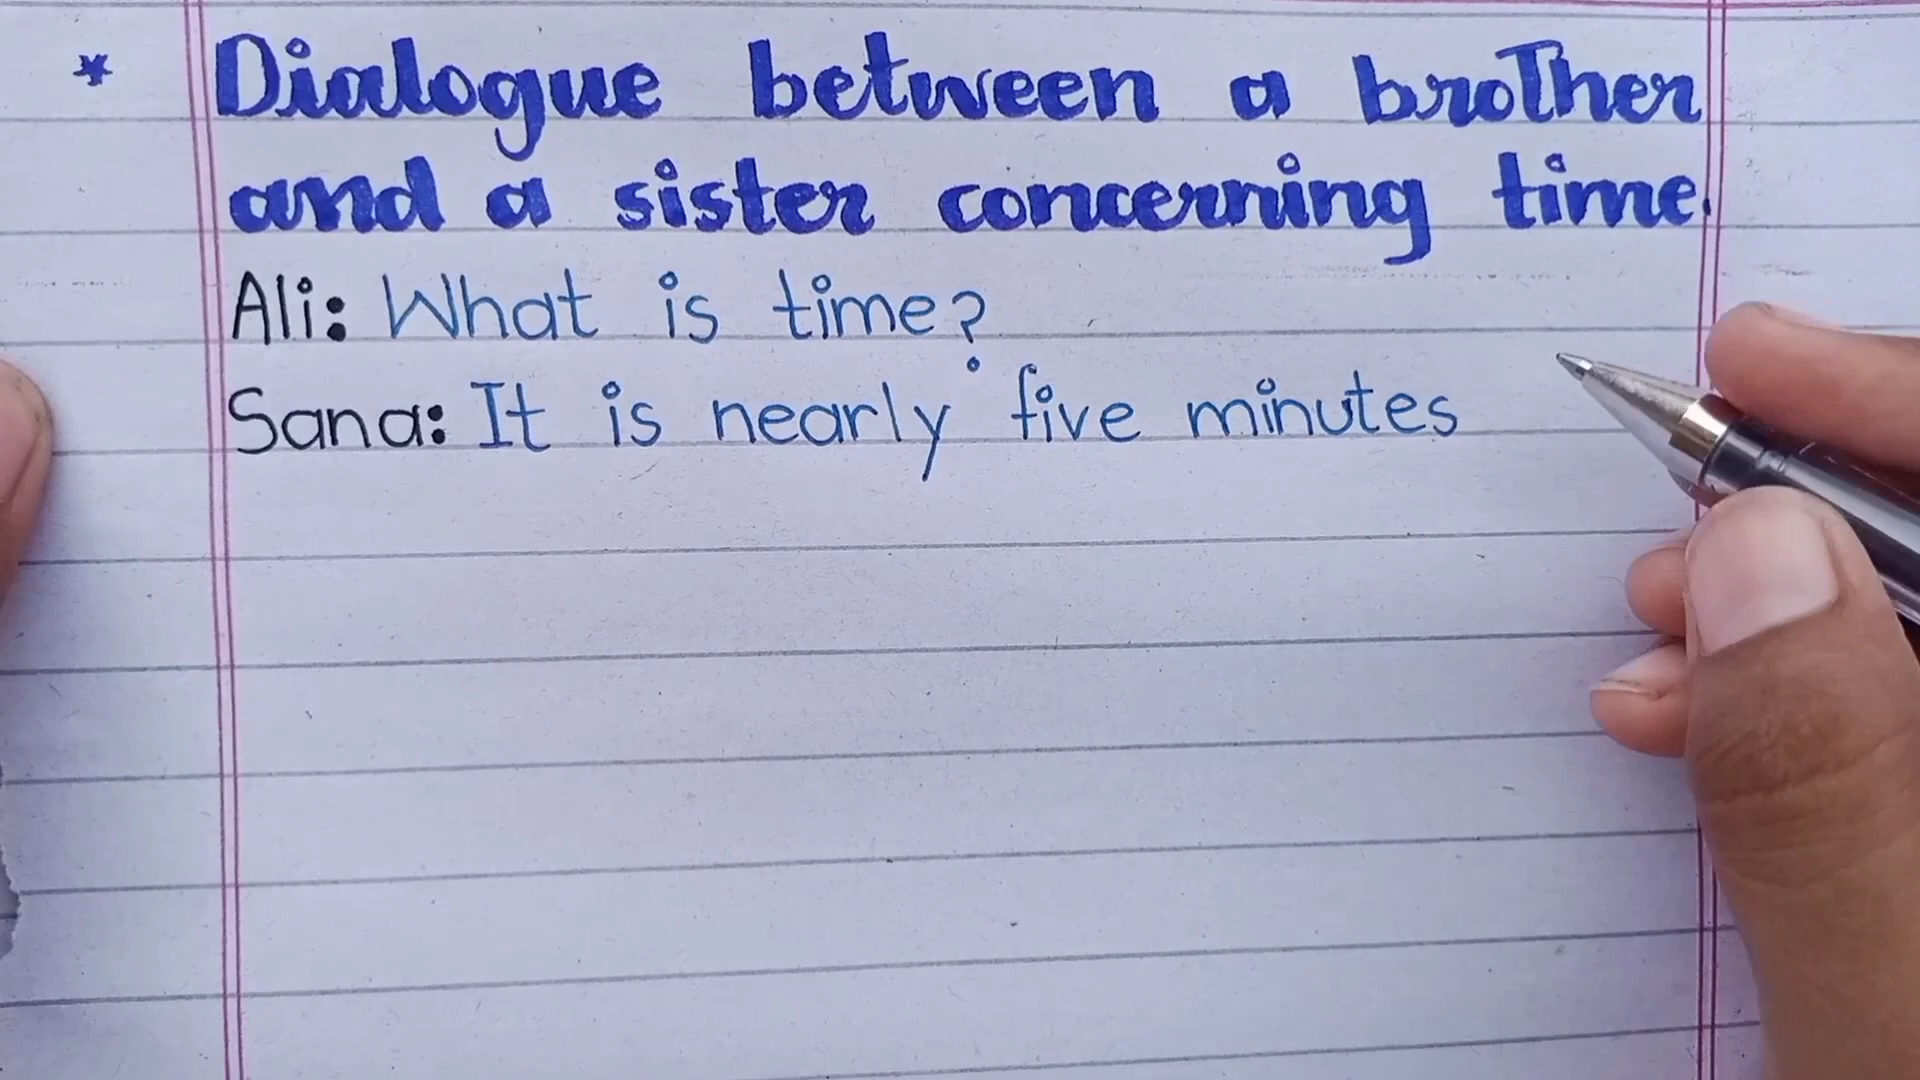 * Dialogue between a brother
and a sister concerning time.
Ali: What is time?
Sana: It is nearly five minutes